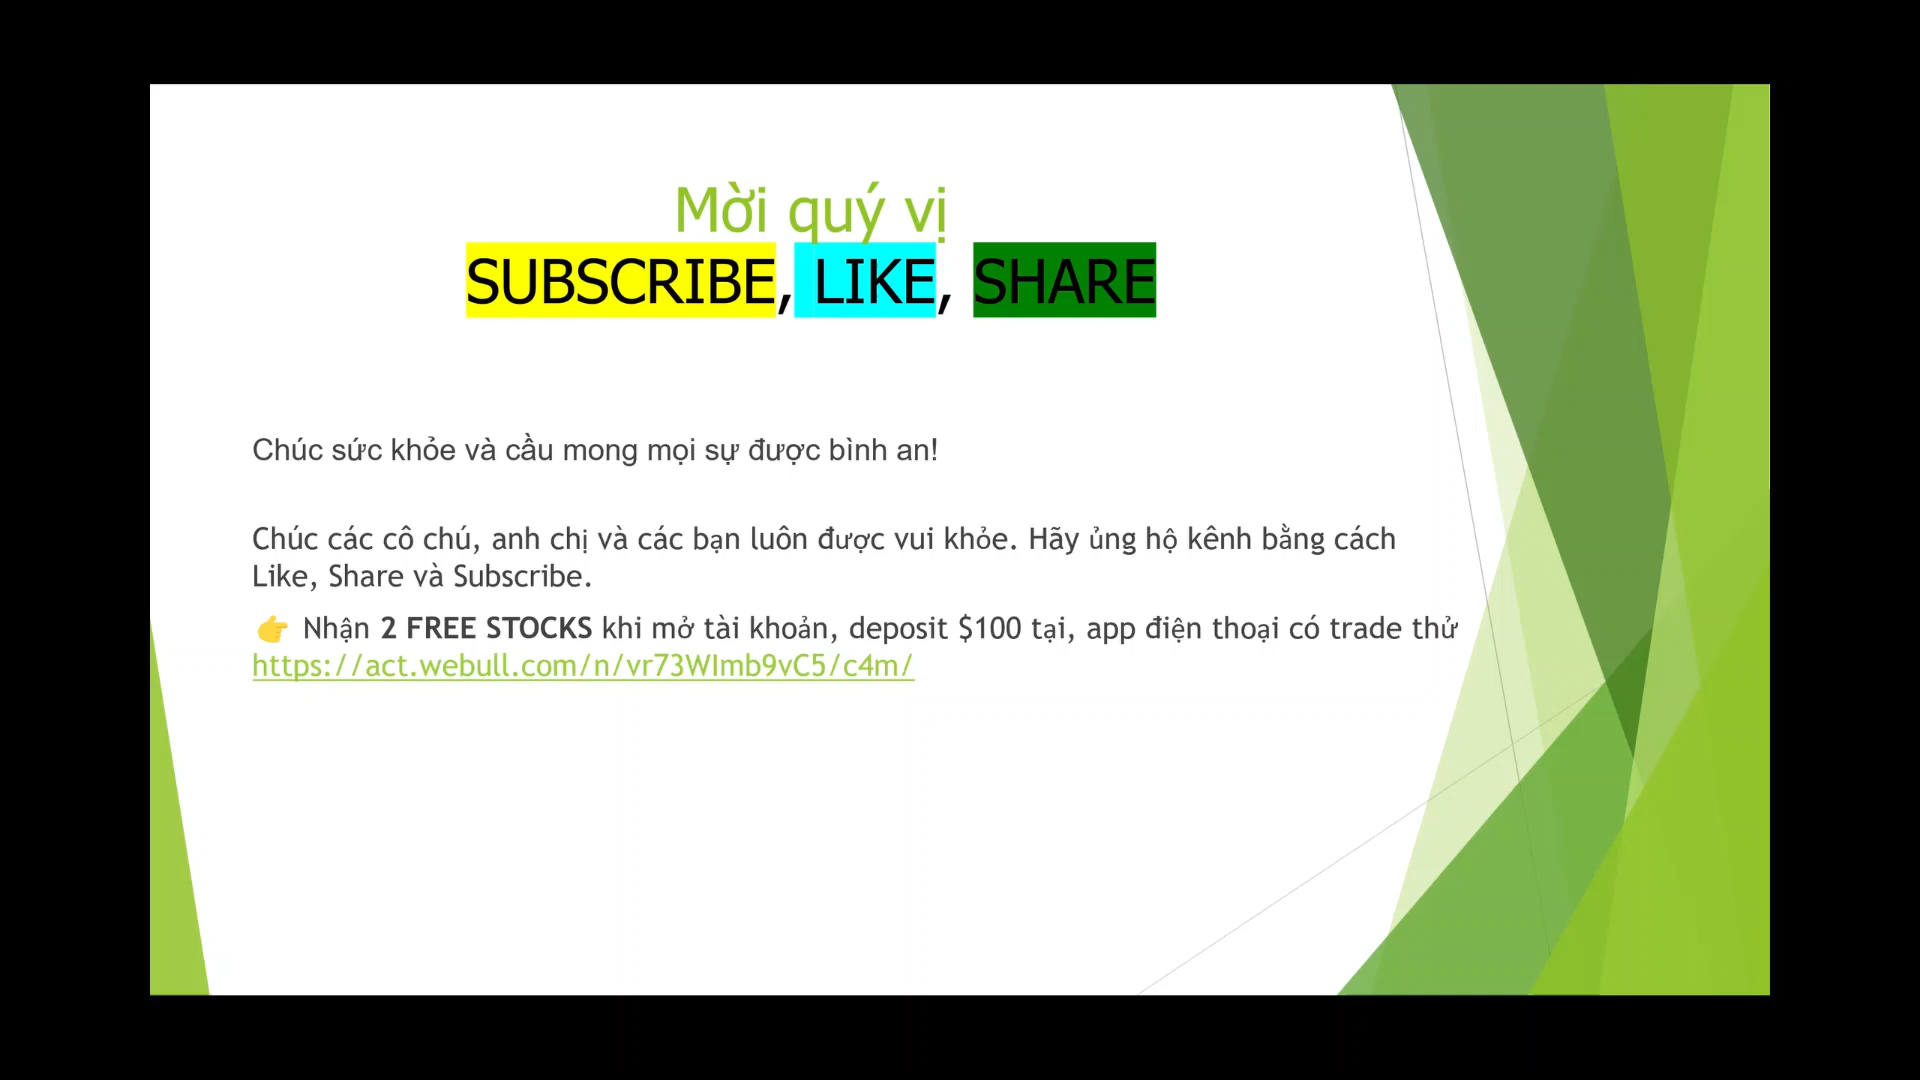 Mời quý vị
SUBSCRIBE, LIKE, SHARE
Chúc sức khỏe và cầu mong mọi sự được bình an!
Chúc các cô chú, anh chị và các bạn luôn được vui khỏe. Hãy ủng hộ kênh bằng cách
Like, Share và Subscribe.
👉 Nhận 2 FREE STOCKS khi mở tài khoản, deposit $100 tại, app điện thoại có trade thử
https://act.webull.com/n/vr73WImb9vC5/c4m/